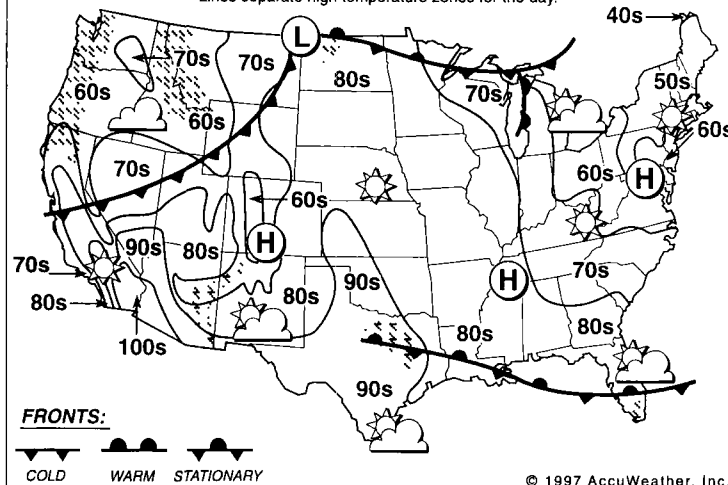 Lines separate high temperature zones for the day.
40s
L
70s
70s
80s
70s
50s
60s
60s
60s
60s
H
70s
60s
90s
80s
H
70s
80s
100s
80s
90s
H
70s
80s
80s
90s
FRONTS:
COLD WARM STATIONARY
© 1997 AccuWeather, Inc.